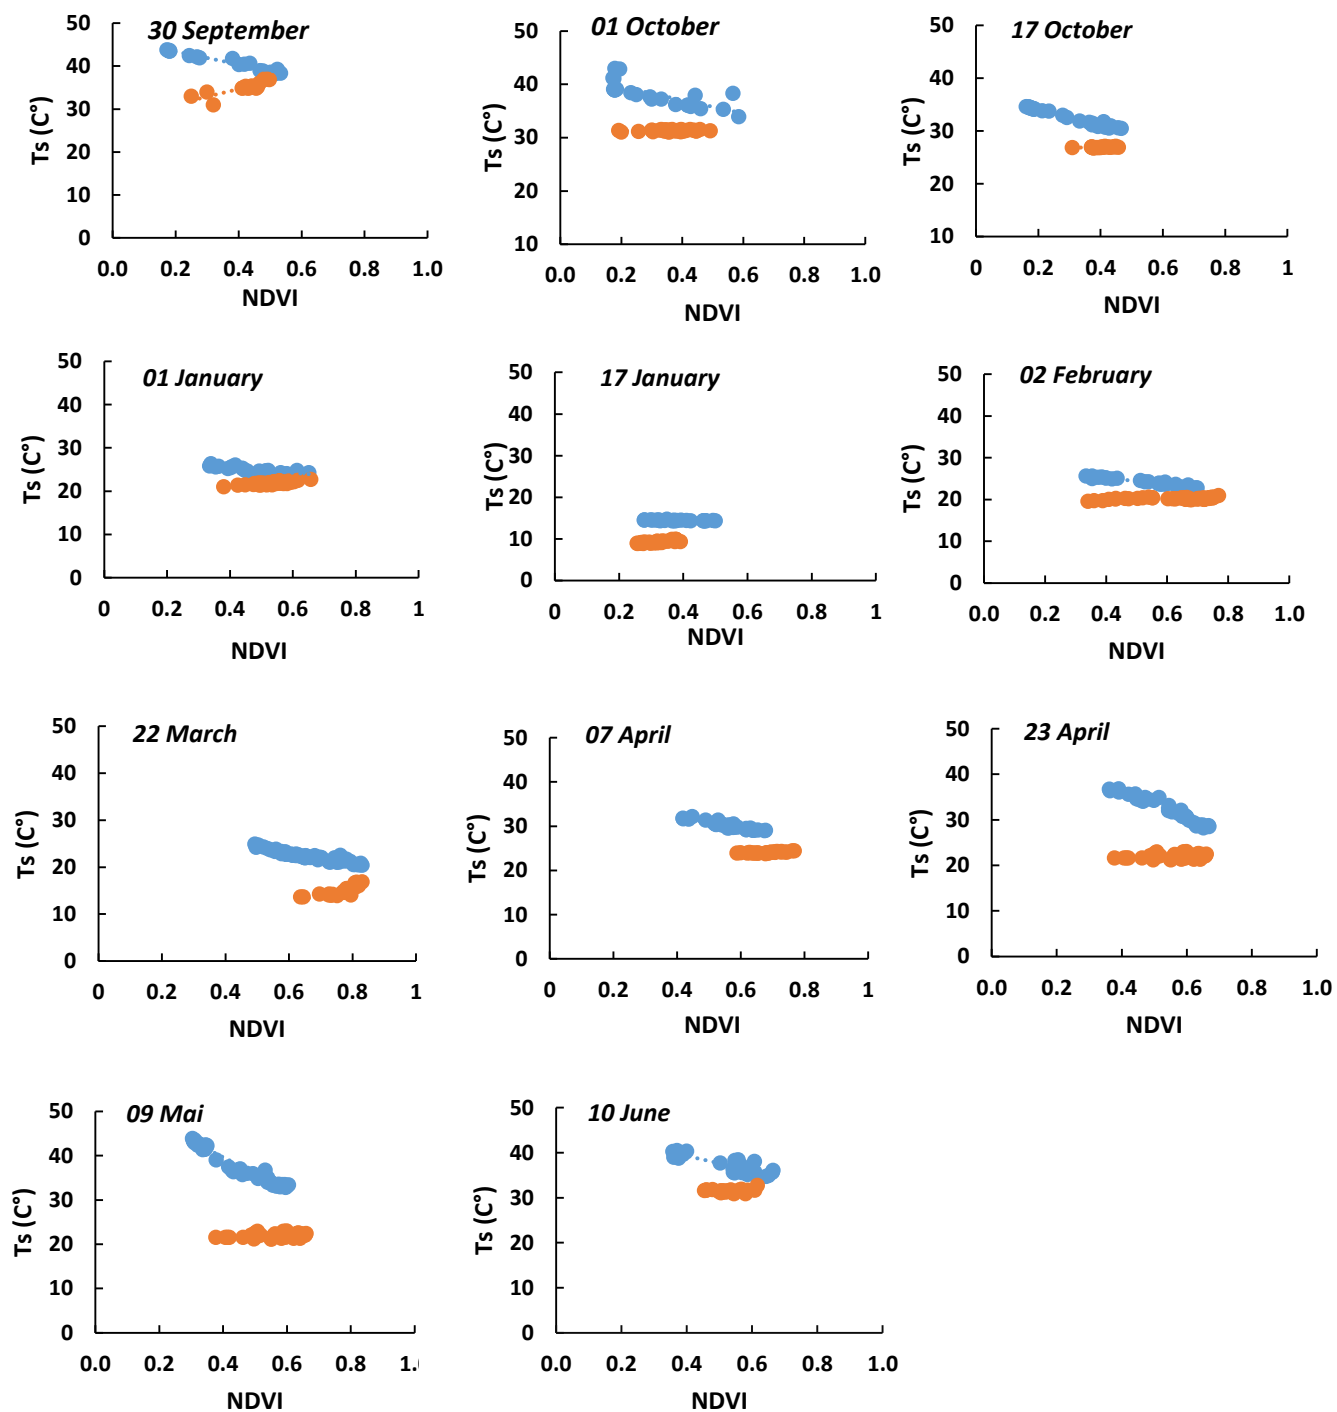 30 September
50
40
30
20
10
0
Ts (C°)
0.0 0.2 0.4 0.6 0.8 1.0
NDVI
01 October
50
40
30
20
10
Ts (C°)
0.0 0.2 0.4 0.6 0.8 1.0
NDVI
17 October
50
40
30
20
10
Ts (C°)
0 0.2 0.4 0.6 0.8 1
NDVI
01 January
50
40
30
20
10
0
Ts (C°)
0 0.2 0.4 0.6 0.8 1
NDVI
17 January
50
40
30
20
10
0
Ts (C°)
0 0.2 0.4 0.6 0.8 1
NDVI
02 February
50
40
30
20
10
0
Ts (C°)
0.0 0.2 0.4 0.6 0.8 1.0
NDVI
22 March
50
40
30
20
10
0
Ts (C°)
0 0.2 0.4 0.6 0.8 1
NDVI
07 April
50
40
30
20
10
0
Ts (C°)
0 0.2 0.4 0.6 0.8 1
NDVI
23 April
50
40
30
20
10
0
Ts (C°)
0.0 0.2 0.4 0.6 0.8 1.0
NDVI
09 Mai
50
40
30
20
10
0
Ts (C°)
0.0 0.2 0.4 0.6 0.8 1.
NDVI
10 June
50
40
30
20
10
0
Ts (C°)
0.0 0.2 0.4 0.6 0.8 1.0
NDVI